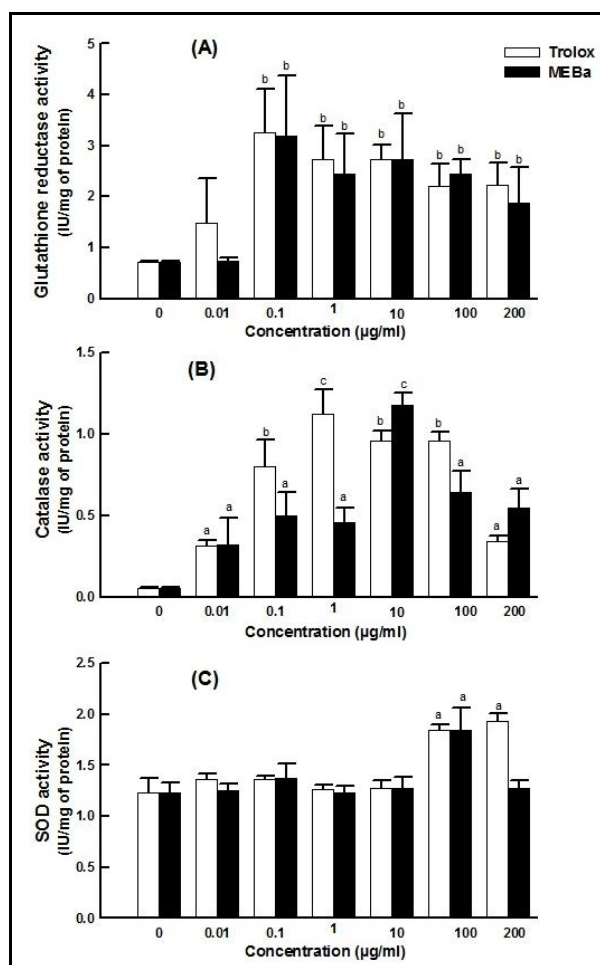 (A)
Trolox
MEBa
Glutathione reductase activity
(IU/mg of protein)
5
4
3
2
1
0
b b b b b b b b b b
0 0.01 0.1 1 10 100 200
Concentration (µg/ml)
(B)
Catalase activity
(IU/mg of protein)
1.5
1.0
0.5
0.0
a a b a c a b c b a a a
0 0.01 0.1 1 10 100 200
Concentration (µg/ml)
(C)
SOD activity
(IU/mg of protein)
2.5
2.0
1.5
1.0
0.5
0.0
a a a
0 0.01 0.1 1 10 100 200
Concentration (µg/ml)